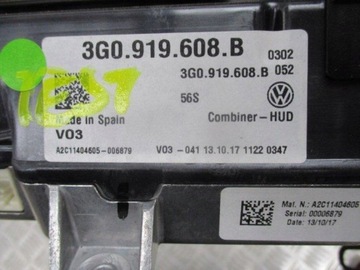 3G0.919.608.B 0302
3G0.919.608.B 052
56S
TEST
Made in Spain
Combiner-HUD
V03
A2C11404605-006879
V03-041 13.10.17 1122 0347
Mat. N.: A2C11404605
Serial: 00006879
Date: 13/10/17